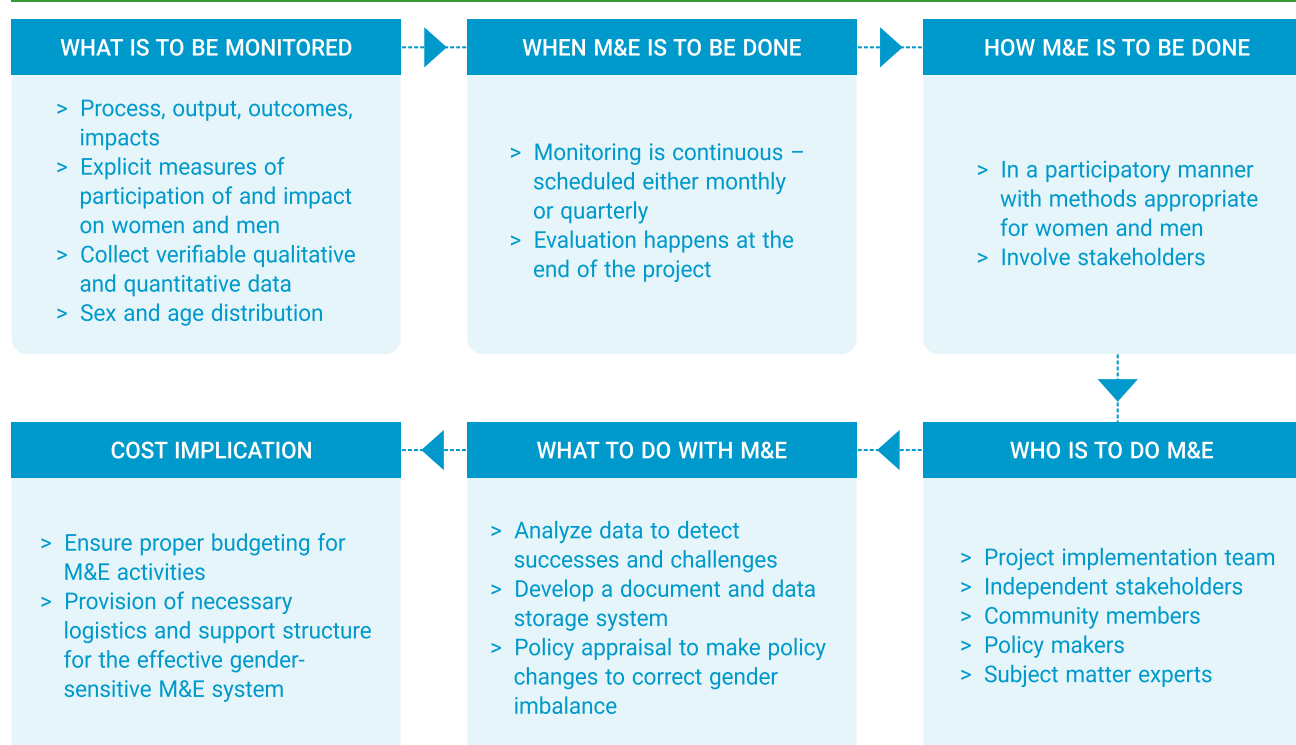 WHAT IS TO BE MONITORED
> Process, output, outcomes,
impacts
> Explicit measures of
participation of and impact
on women and men
> Collect verifiable qualitative
and quantitative data
> Sex and age distribution
WHEN M&E IS TO BE DONE
> Monitoring is continuous –
scheduled either monthly
or quarterly
> Evaluation happens at the
end of the project
HOW M&E IS TO BE DONE
> In a participatory manner
with methods appropriate
for women and men
> Involve stakeholders
WHO IS TO DO M&E
> Project implementation team
> Independent stakeholders
> Community members
> Policy makers
> Subject matter experts
WHAT TO DO WITH M&E
> Analyze data to detect
successes and challenges
> Develop a document and data
storage system
> Policy appraisal to make policy
changes to correct gender
imbalance
COST IMPLICATION
> Ensure proper budgeting for
M&E activities
> Provision of necessary
logistics and support structure
for the effective gender-
sensitive M&E system